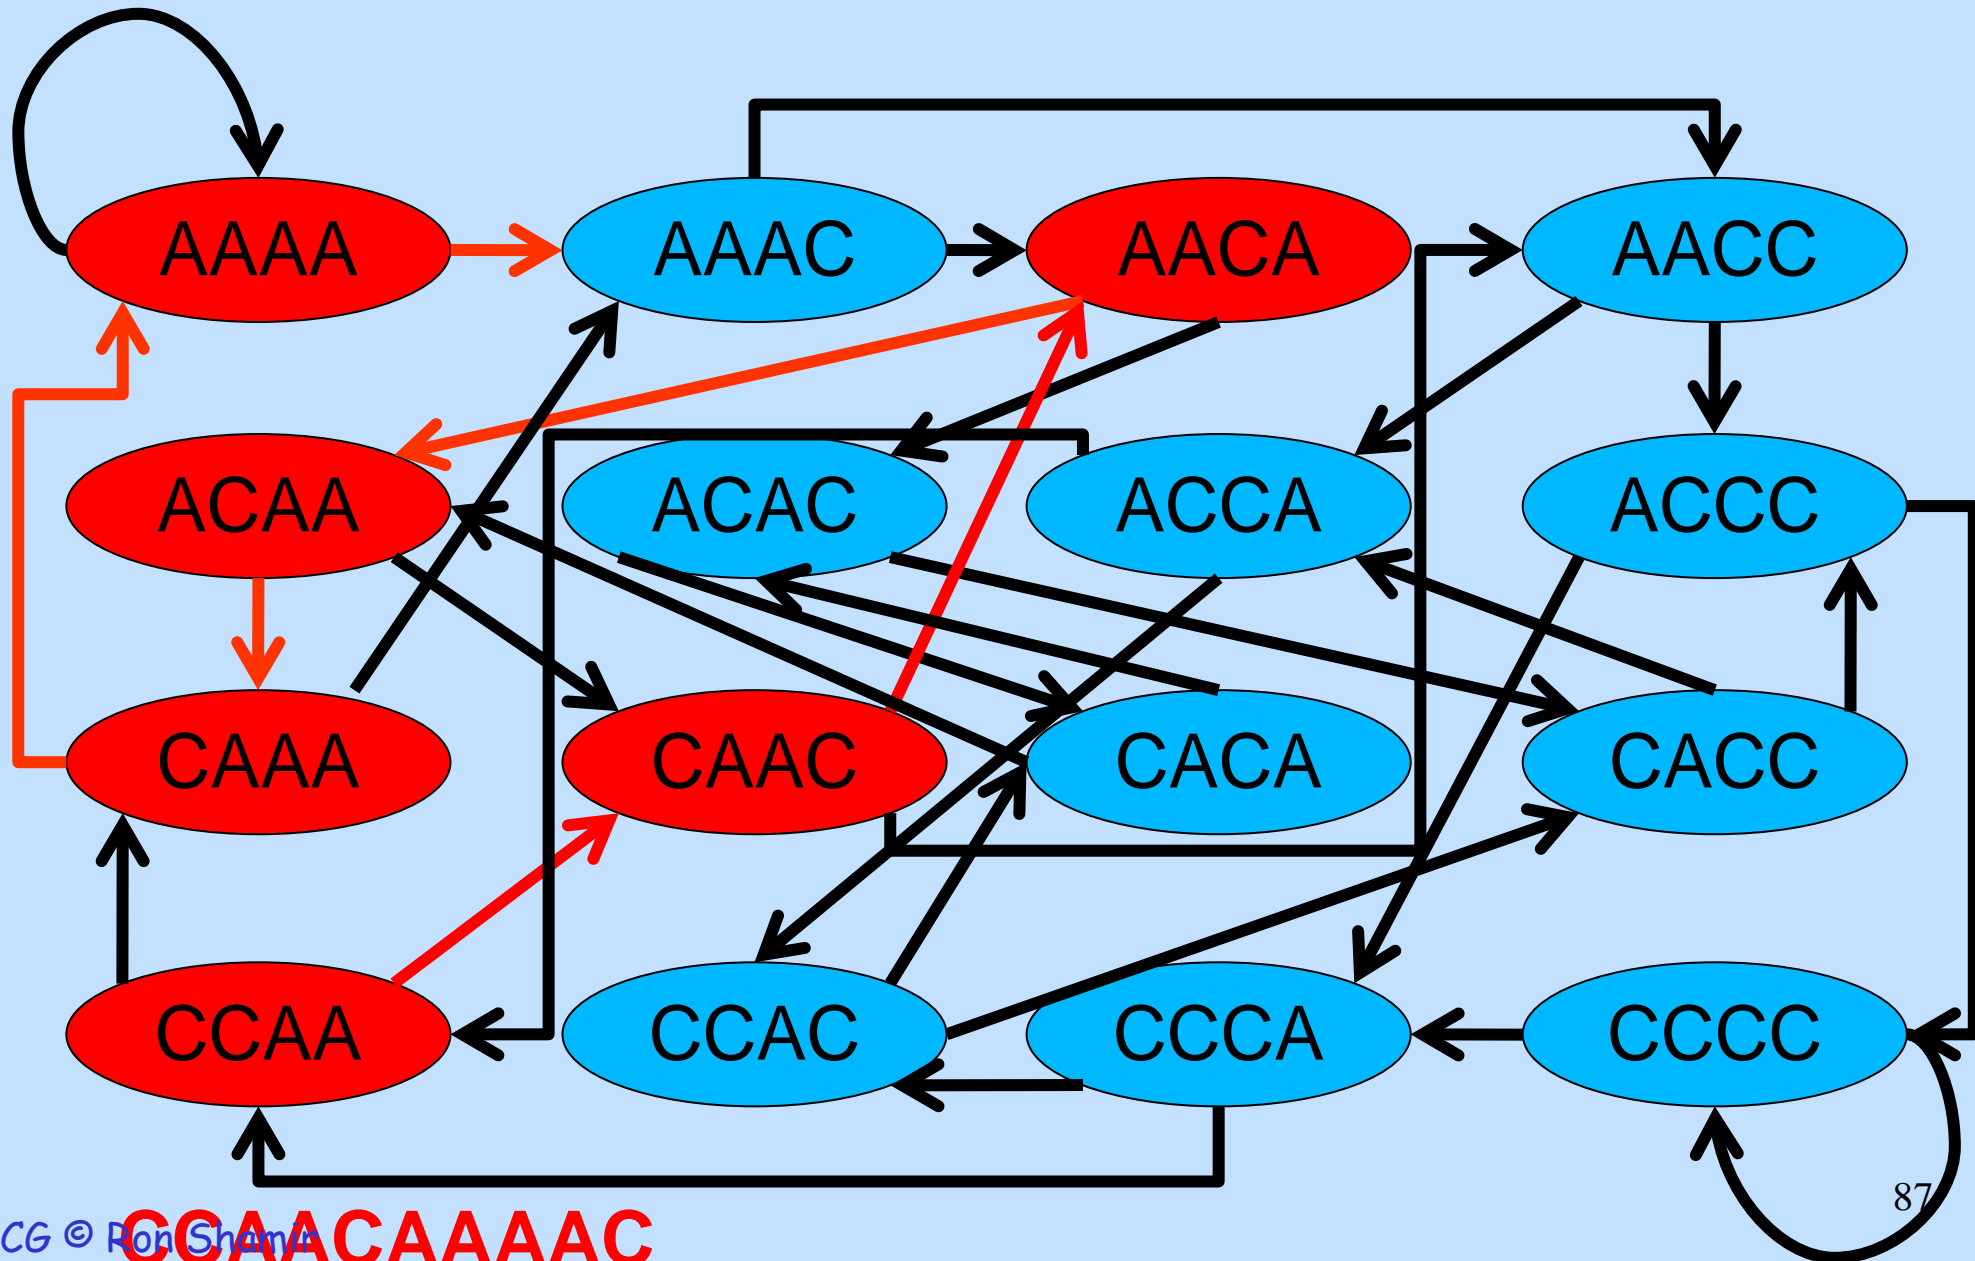 AAAA AAAC AACA AACC
ACAA ACAC ACCA ACCC
CAAA CAAC CACA CACC
CCAA CCAC CCCA CCCC
87
CG © Ron Shamir
CCAACAAAAC